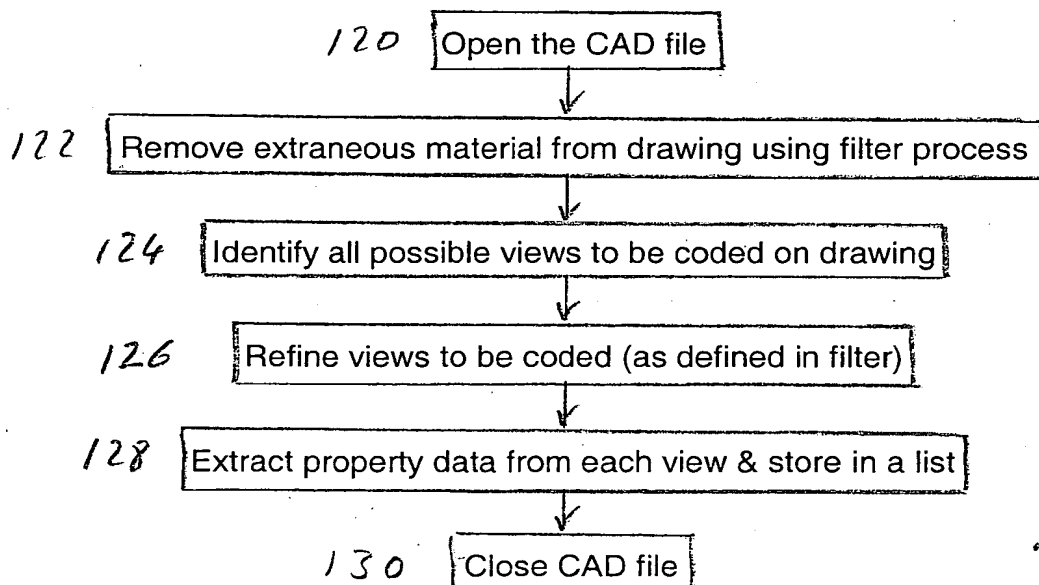 120 Open the CAD file
122 Remove extraneous material from drawing using filter process
124 Identify all possible views to be coded on drawing
126 Refine views to be coded (as defined in filter)
128 Extract property data from each view & store in a list
130 Close CAD file